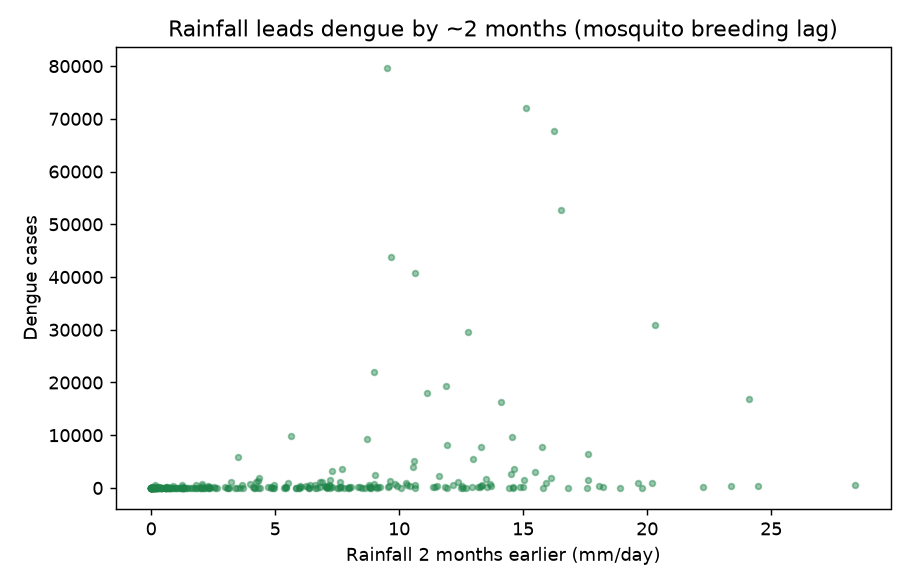 Rainfall leads dengue by ~2 months (mosquito breeding lag)
80000
70000
60000
50000
40000
30000
20000
10000
0
Dengue cases
0 5 10 15 20 25
Rainfall 2 months earlier (mm/day)